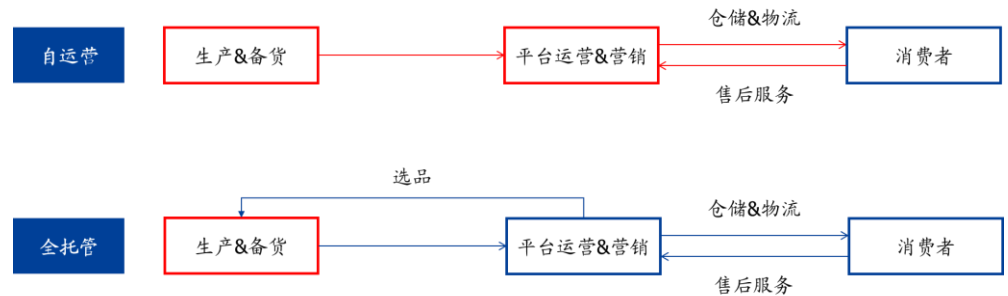 仓储&物流
自运营
生产&备货
平台运营&营销
消费者
售后服务
选品
仓储&物流
全托管
生产&备货
平台运营&营销
消费者
售后服务